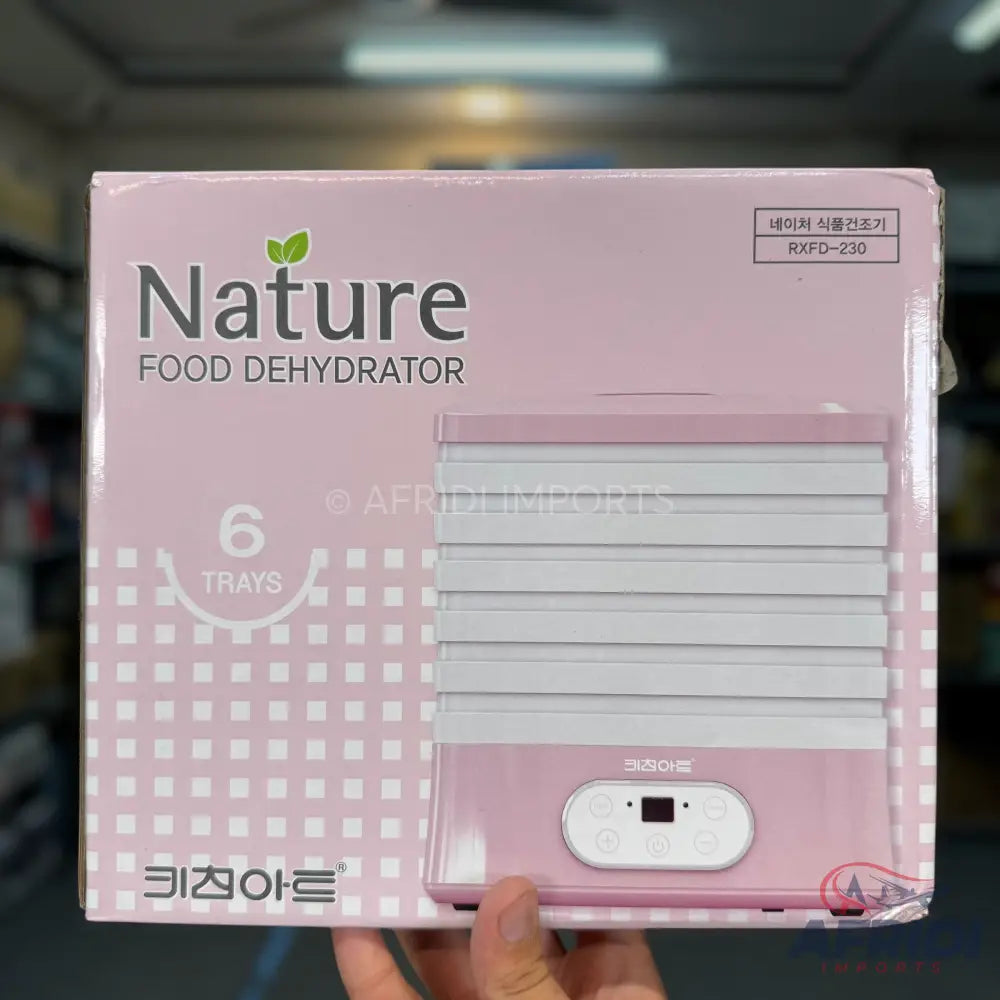 네이처 식품건조기
RXFD-230
Nature
FOOD DEHYDRATOR
© AFRIDI IMPORTS
6
TRAYS
키친아트®
키친아트®
AFRIDI
IMPORTS